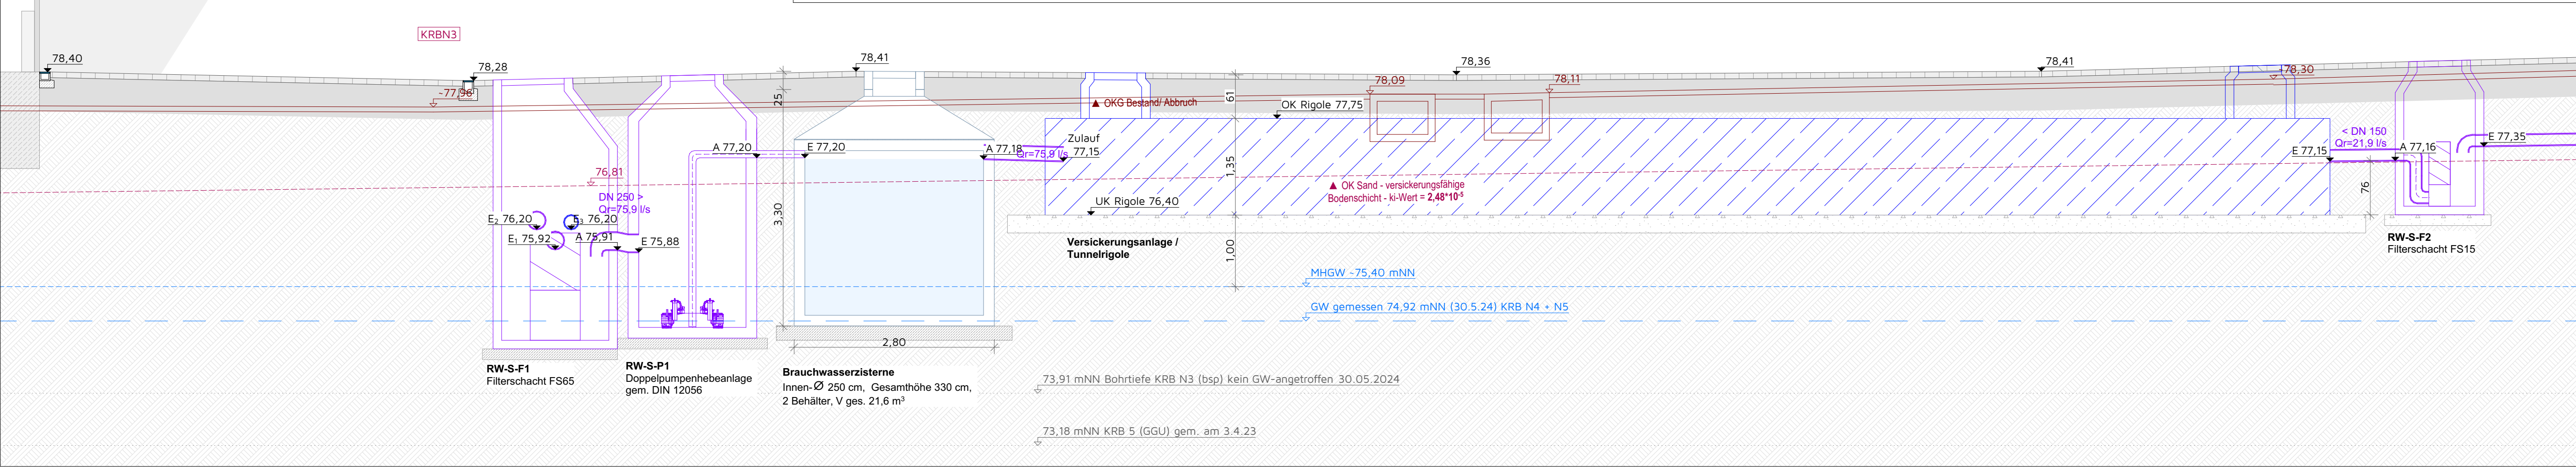 KRBN3
78,40
78,28
78,41
78,36
78,41
+78,30
~77,96
25
▲ OKG Bestand/ Abbruch
61
OK Rigole 77,75
78,09
78,11
Zulauf
77,15
A 77,20
E 77,20
A 77,18
Qr=75,9 l/s
< DN 150
Qr=21,9 l/s
E 77,15
A 77,16
E 77,35
76,81
DN 250 >
Qr=75,9 l/s
1,35
▲ OK Sand - versickerungsfähige
Bodenschicht - ki-Wert = 2,48*10⁻⁵
76
UK Rigole 76,40
3,30
E₂ 76,20
E₃ 76,20
E₁ 75,92
A 75,91
E 75,88
1,00
Versickerungsanlage /
Tunnelrigole
RW-S-F2
Filterschacht FS15
MHGW ~75,40 mNN
GW gemessen 74,92 mNN (30.5.24) KRB N4 + N5
2,80
RW-S-F1
Filterschacht FS65
RW-S-P1
Doppelpumpenhebeanlage
gem. DIN 12056
Brauchwasserzisterne
Innen-Ø 250 cm, Gesamthöhe 330 cm,
2 Behälter, V ges. 21,6 m³
73,91 mNN Bohrtiefe KRB N3 (bsp) kein GW-angetroffen 30.05.2024
73,18 mNN KRB 5 (GGU) gem. am 3.4.23